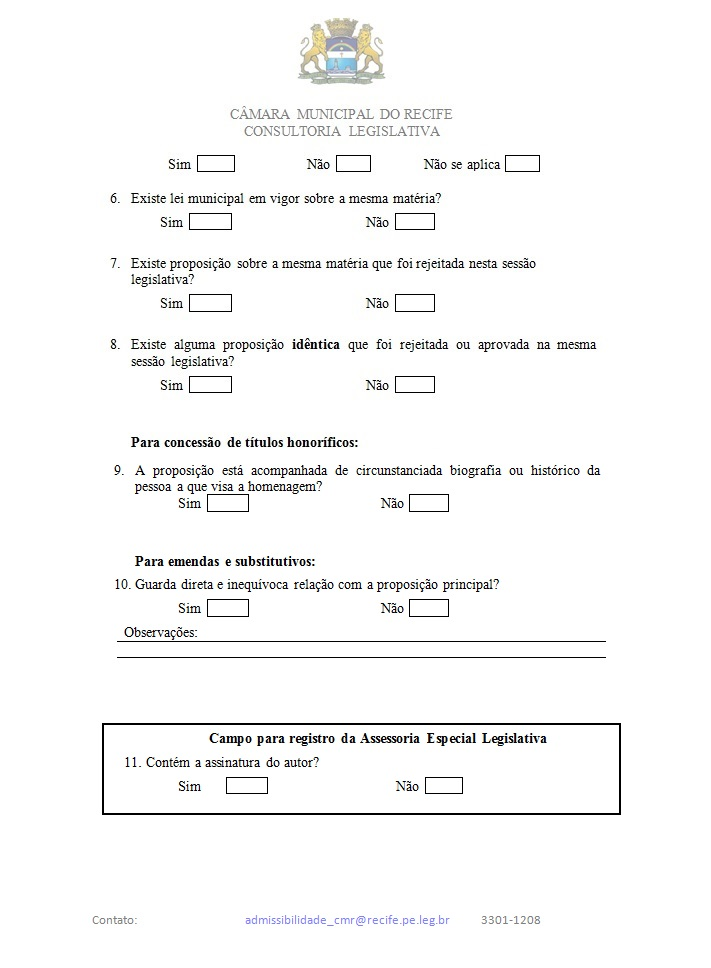 CÂMARA MUNICIPAL DO RECIFE
CONSULTORIA LEGISLATIVA
Sim Não Não se aplica
6. Existe lei municipal em vigor sobre a mesma matéria?
Sim Não
7. Existe proposição sobre a mesma matéria que foi rejeitada nesta sessão
legislativa?
Sim Não
8. Existe alguma proposição idêntica que foi rejeitada ou aprovada na mesma
sessão legislativa?
Sim Não
Para concessão de títulos honoríficos:
9. A proposição está acompanhada de circunstanciada biografia ou histórico da
pessoa a que visa a homenagem?
Sim Não
Para emendas e substitutivos:
10. Guarda direta e inequívoca relação com a proposição principal?
Sim Não
Observações:
Campo para registro da Assessoria Especial Legislativa
11. Contém a assinatura do autor?
Sim Não
Contato: admissibilidade_cmr@recife.pe.leg.br 3301-1208